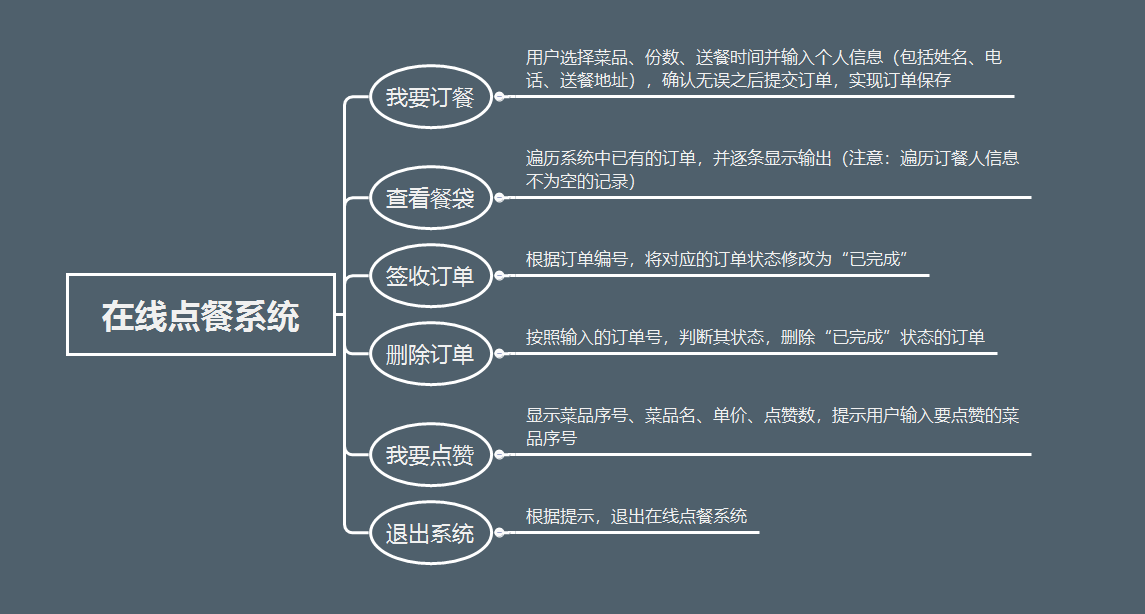 用户选择菜品、份数、送餐时间并输入个人信息（包括姓名、电
话、送餐地址），确认无误之后提交订单，实现订单保存
我要订餐
遍历系统中已有的订单，并逐条显示输出（注意：遍历订餐人信息
不为空的记录）
查看餐袋
根据订单编号，将对应的订单状态修改为“已完成”
签收订单
在线点餐系统
按照输入的订单号，判断其状态，删除“已完成”状态的订单
删除订单
显示菜品序号、菜品名、单价、点赞数，提示用户输入要点赞的菜
品序号
我要点赞
根据提示，退出在线点餐系统
退出系统